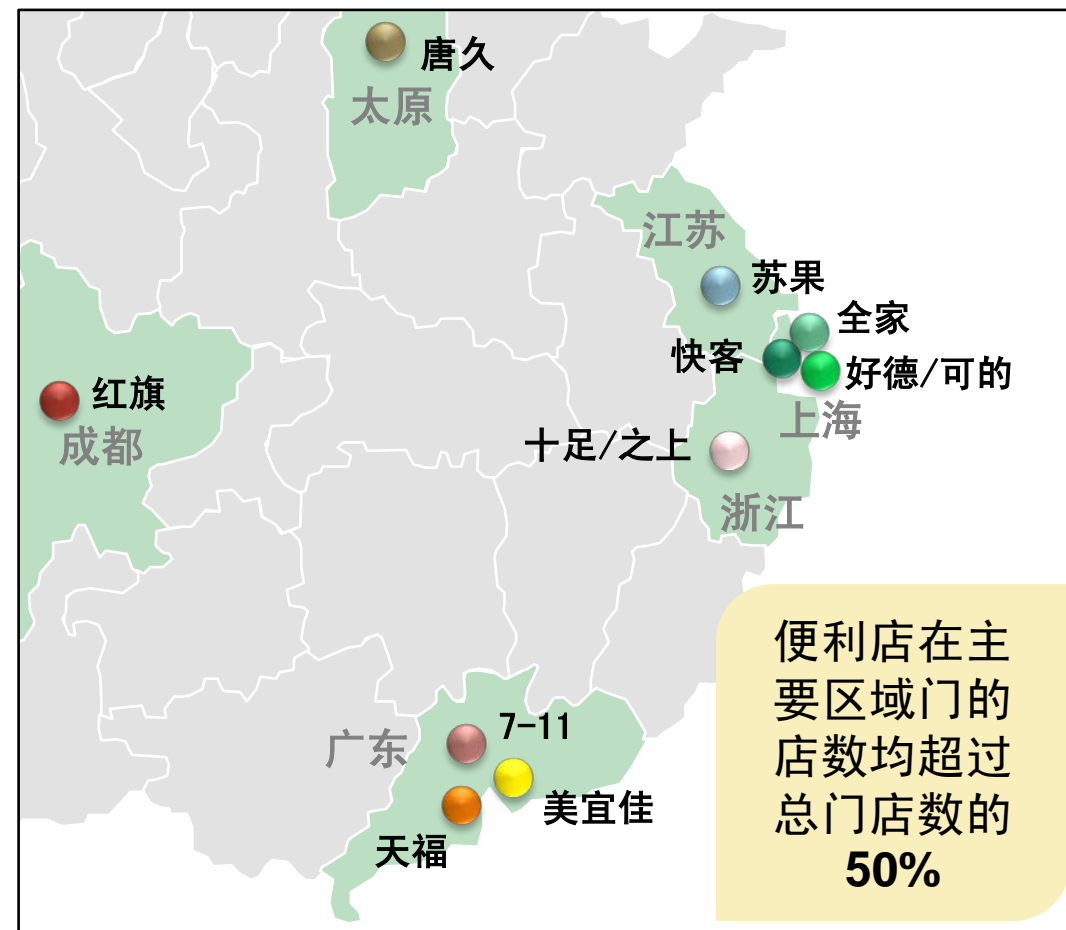 唐久
太原
江苏
苏果
全家
快客
好德/可的
上海
红旗
成都
十足/之上
浙江
7-11
广东
美宜佳
天福
便利店在主
要区域门的
店数均超过
总门店数的
50%